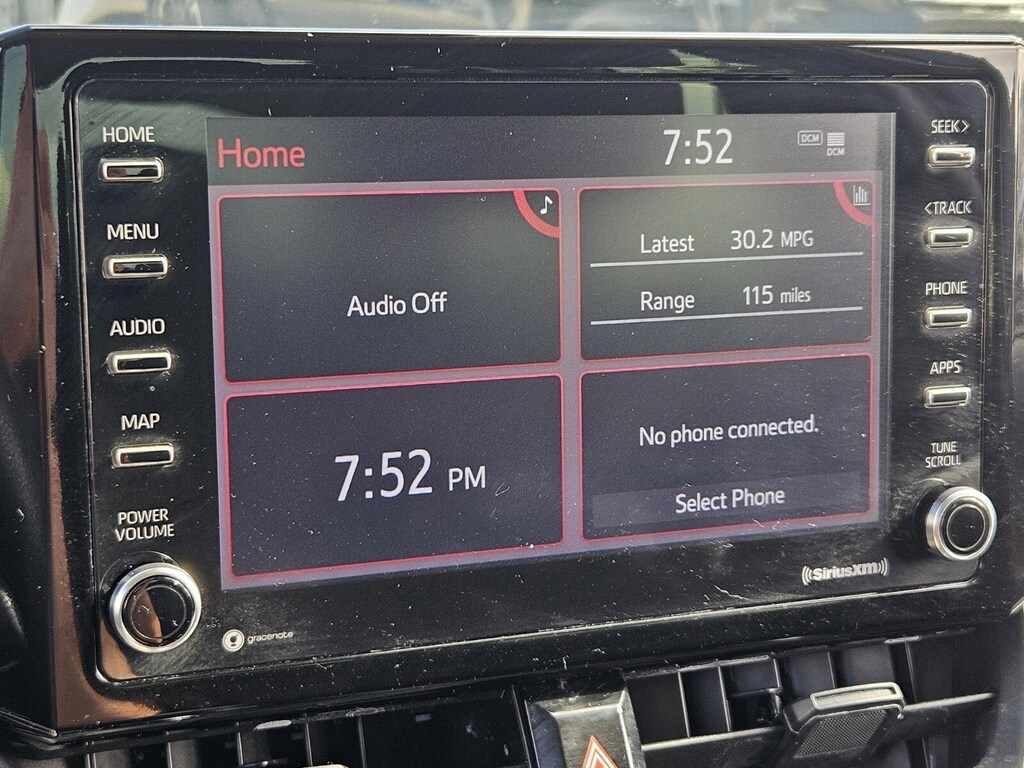 HOME
MENU
AUDIO
MAP
POWER
VOLUME
Home
7:52
DCM
DCM
Audio Off
Latest 30.2 MPG
Range 115 miles
7:52 PM
No phone connected.
Select Phone
SEEK>
<TRACK
PHONE
APPS
TUNE
SCROLL
gracenote
((SiriusXM))